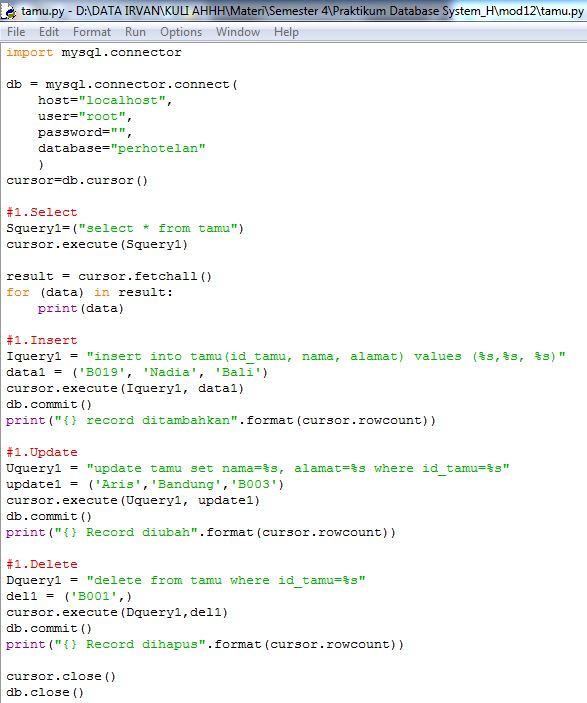 tamu.py - D:\DATA IRVAN\KULI AHHH\Materi\Semester 4\Praktikum Database System_H\mod12\tamu.py
File Edit Format Run Options Window Help
import mysql.connector
db = mysql.connector.connect(
    host="localhost",
    user="root",
    password="",
    database="perhotelan"
    )
cursor=db.cursor()
#1.Select
Squery1=("select * from tamu")
cursor.execute(Squery1)
result = cursor.fetchall()
for (data) in result:
    print(data)
#1.Insert
Iquery1 = "insert into tamu(id_tamu, nama, alamat) values (%s,%s, %s)"
data1 = ('B019', 'Nadia', 'Bali')
cursor.execute(Iquery1, data1)
db.commit()
print("{} record ditambahkan".format(cursor.rowcount))
#1.Update
Uquery1 = "update tamu set nama=%s, alamat=%s where id_tamu=%s"
update1 = ('Aris','Bandung','B003')
cursor.execute(Uquery1, update1)
db.commit()
print("{} Record diubah".format(cursor.rowcount))
#1.Delete
Dquery1 = "delete from tamu where id_tamu=%s"
del1 = ('B001',)
cursor.execute(Dquery1,del1)
db.commit()
print("{} Record dihapus".format(cursor.rowcount))
cursor.close()
db.close()